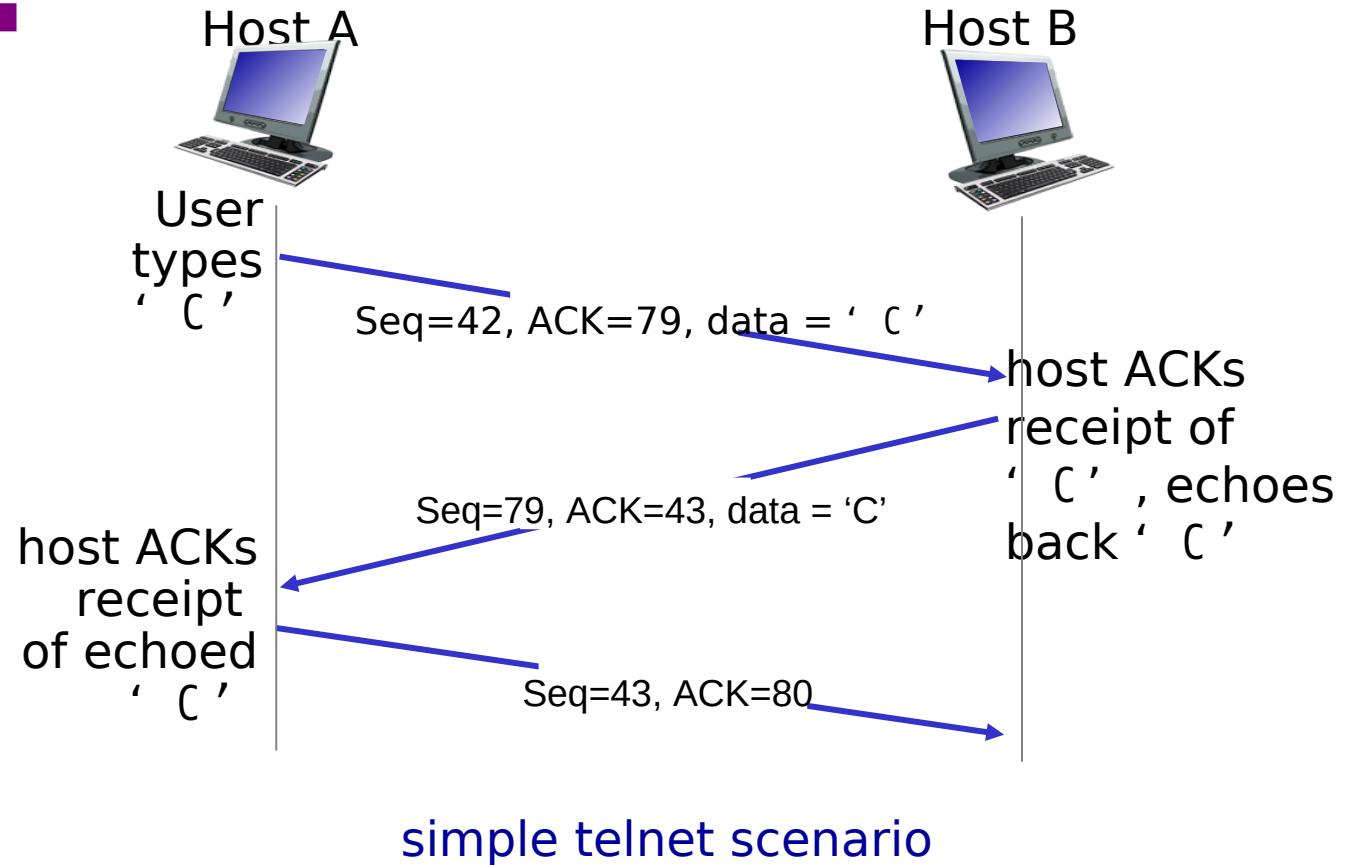 Host A
Host B
User
types
‘ C ’
Seq=42, ACK=79, data = ‘ C ’
host ACKs
receipt of
‘ C ’ , echoes
back ‘ C ’
Seq=79, ACK=43, data = ‘C’
host ACKs
receipt
of echoed
‘ C ’
Seq=43, ACK=80
simple telnet scenario